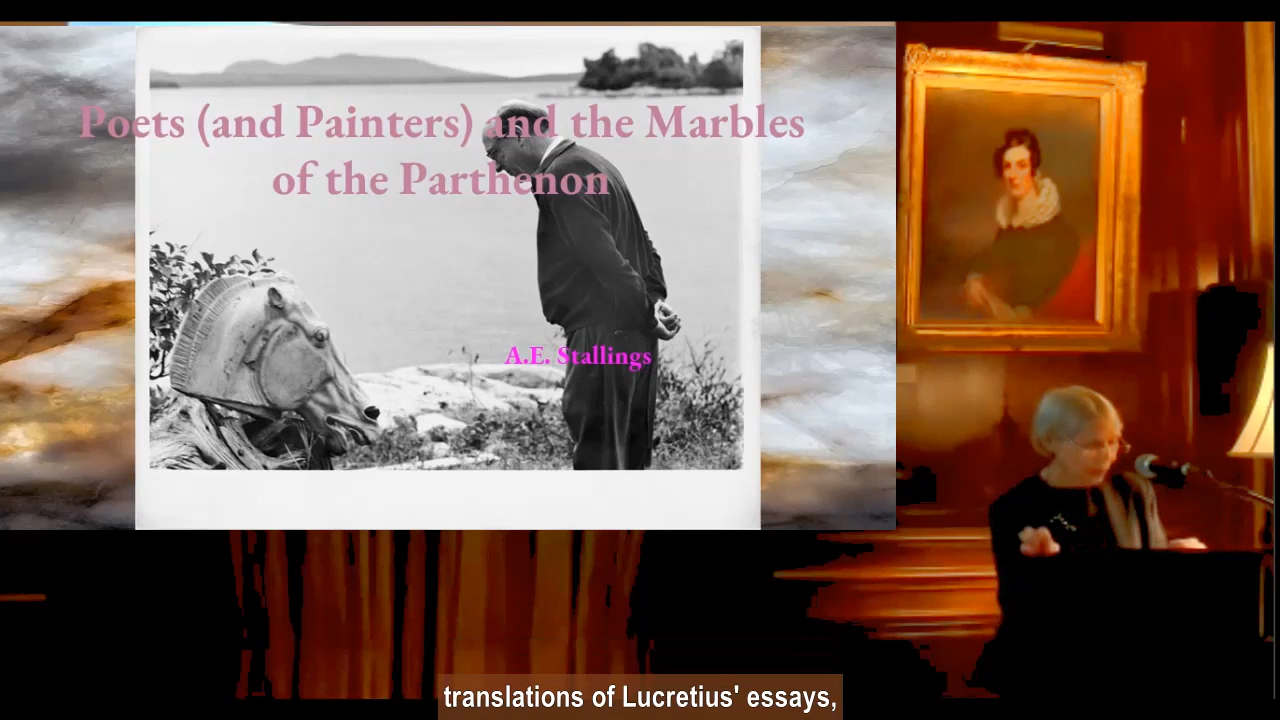 Poets (and Painters) and the Marbles
of the Parthenon
A.E. Stallings
translations of Lucretius' essays,